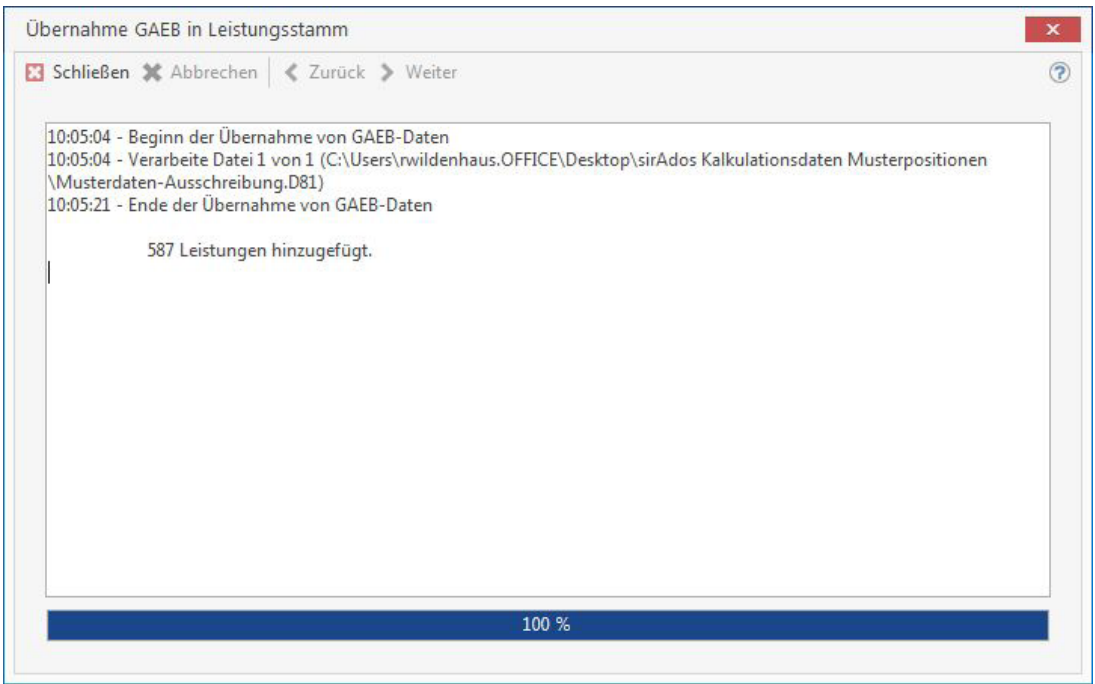 Übernahme GAEB in Leistungsstamm
Schließen Abbrechen Zurück Weiter
10:05:04 - Beginn der Übernahme von GAEB-Daten
10:05:04 - Verarbeite Datei 1 von 1 (C:\Users\rwildenhaus.OFFICE\Desktop\sirAdos Kalkulationsdaten Musterpositionen
\Musterdaten-Ausschreibung.D81)
10:05:21 - Ende der Übernahme von GAEB-Daten
587 Leistungen hinzugefügt.
100 %